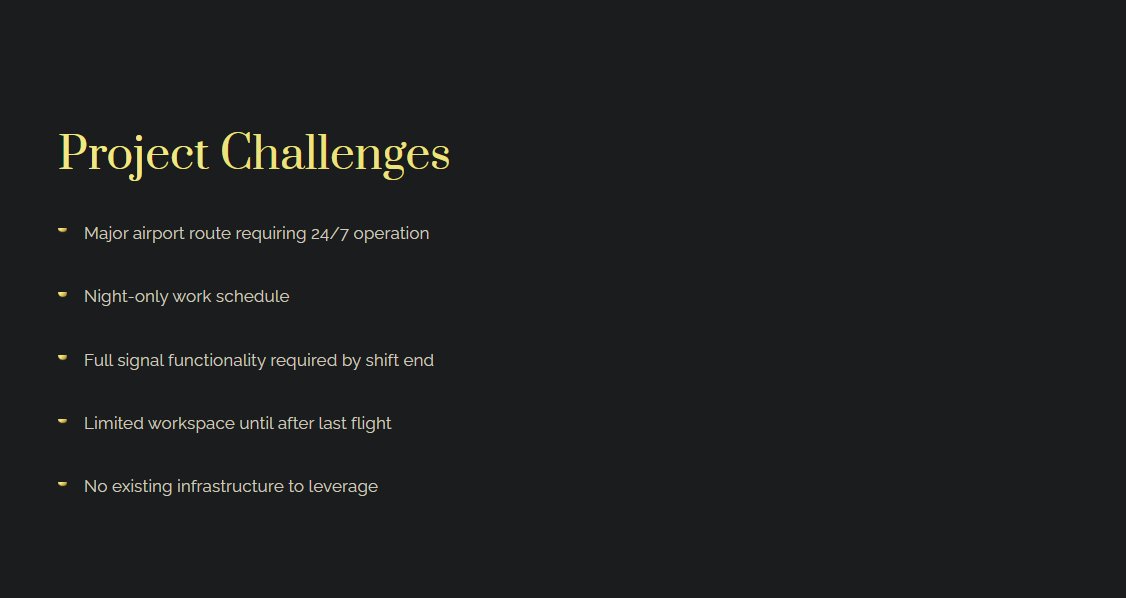 Project Challenges
Major airport route requiring 24/7 operation
Night-only work schedule
Full signal functionality required by shift end
Limited workspace until after last flight
No existing infrastructure to leverage